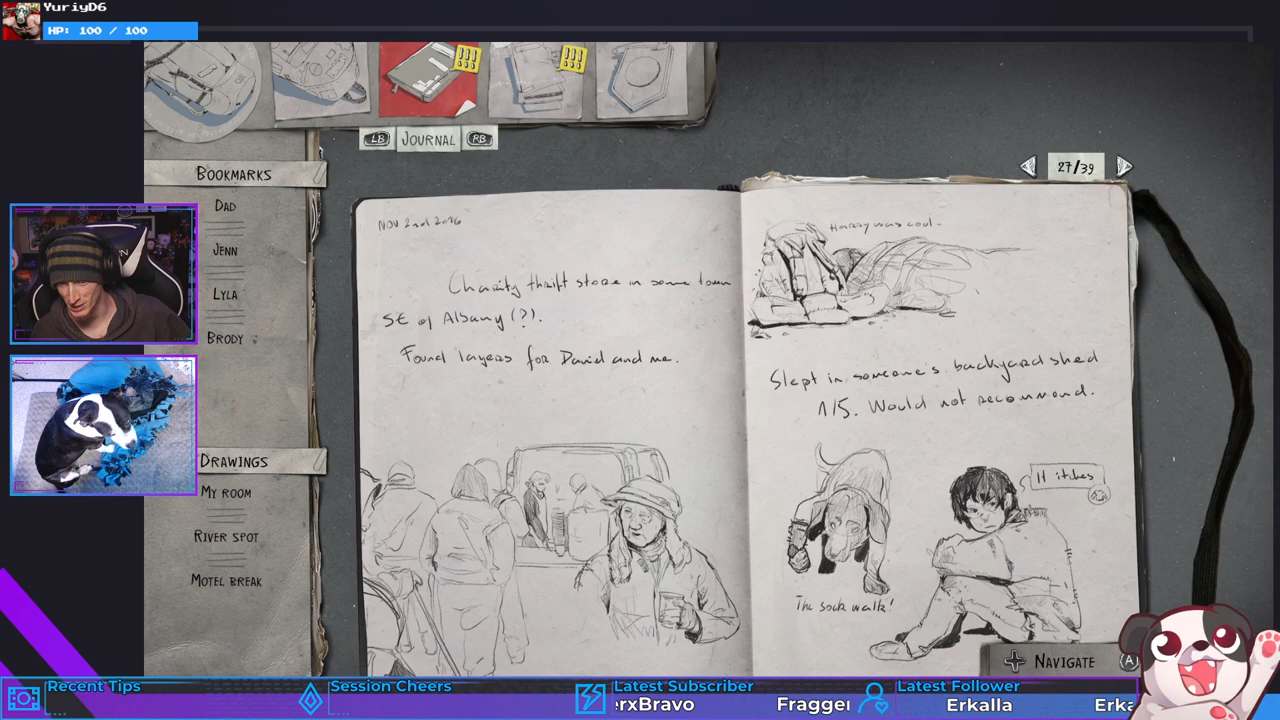 YuriyD6
HP: 100 / 100
LB JOURNAL RB
BOOKMARKS
DAD
JENN
LYLA
BRODY
DRAWINGS
MY ROOM
RIVER SPOT
MOTEL BREAK
27/39
NOV 2nd 2016
Charity thrift store in some town
SE of Albany (?).
Found layers for David and me.
Harry was cool-
Slept in someone's backyard shed
1/5. Would not recommend.
It itches
The sock walk!
NAVIGATE
(A)
Recent Tips
....
Session Cheers
....
Latest Subscriber
erxBravo Fragger
Latest Follower
Erkalla Erka